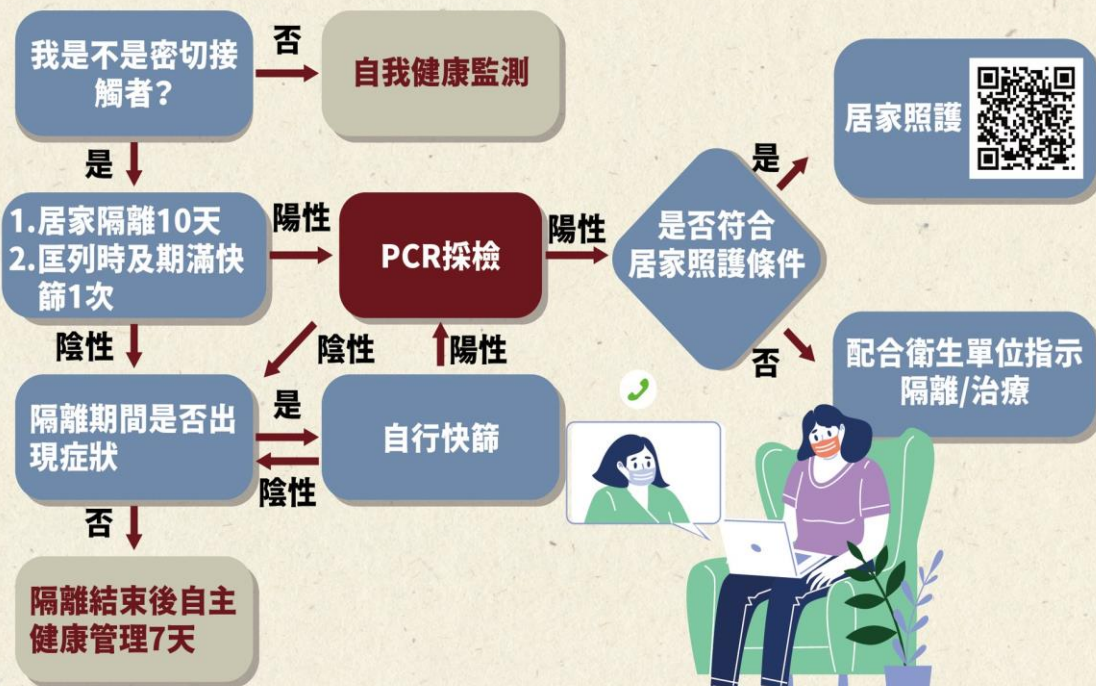 我是不是密切接
觸者？
否
自我健康監測
是
1.居家隔離10天
2.匡列時及期滿快
篩1次
陽性
PCR採檢
陽性
是否符合
居家照護條件
是
居家照護
否
配合衛生單位指示
隔離/治療
陰性
陰性
陽性
隔離期間是否出
現症狀
是
陰性
自行快篩
否
隔離結束後自主
健康管理7天